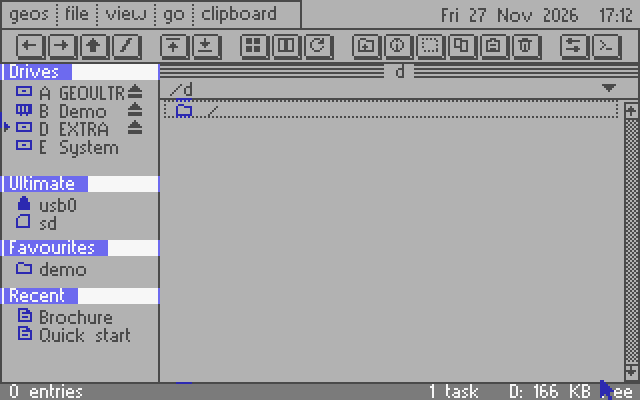 geos file view go clipboard Fri 27 Nov 2026 17:12
Drives
d
A GEOULTR
/d
B Demo
/
D EXTRA
E System
Ultimate
usb0
sd
Favourites
demo
Recent
Brochure
Quick start
0 entries 1 task D: 166 KB